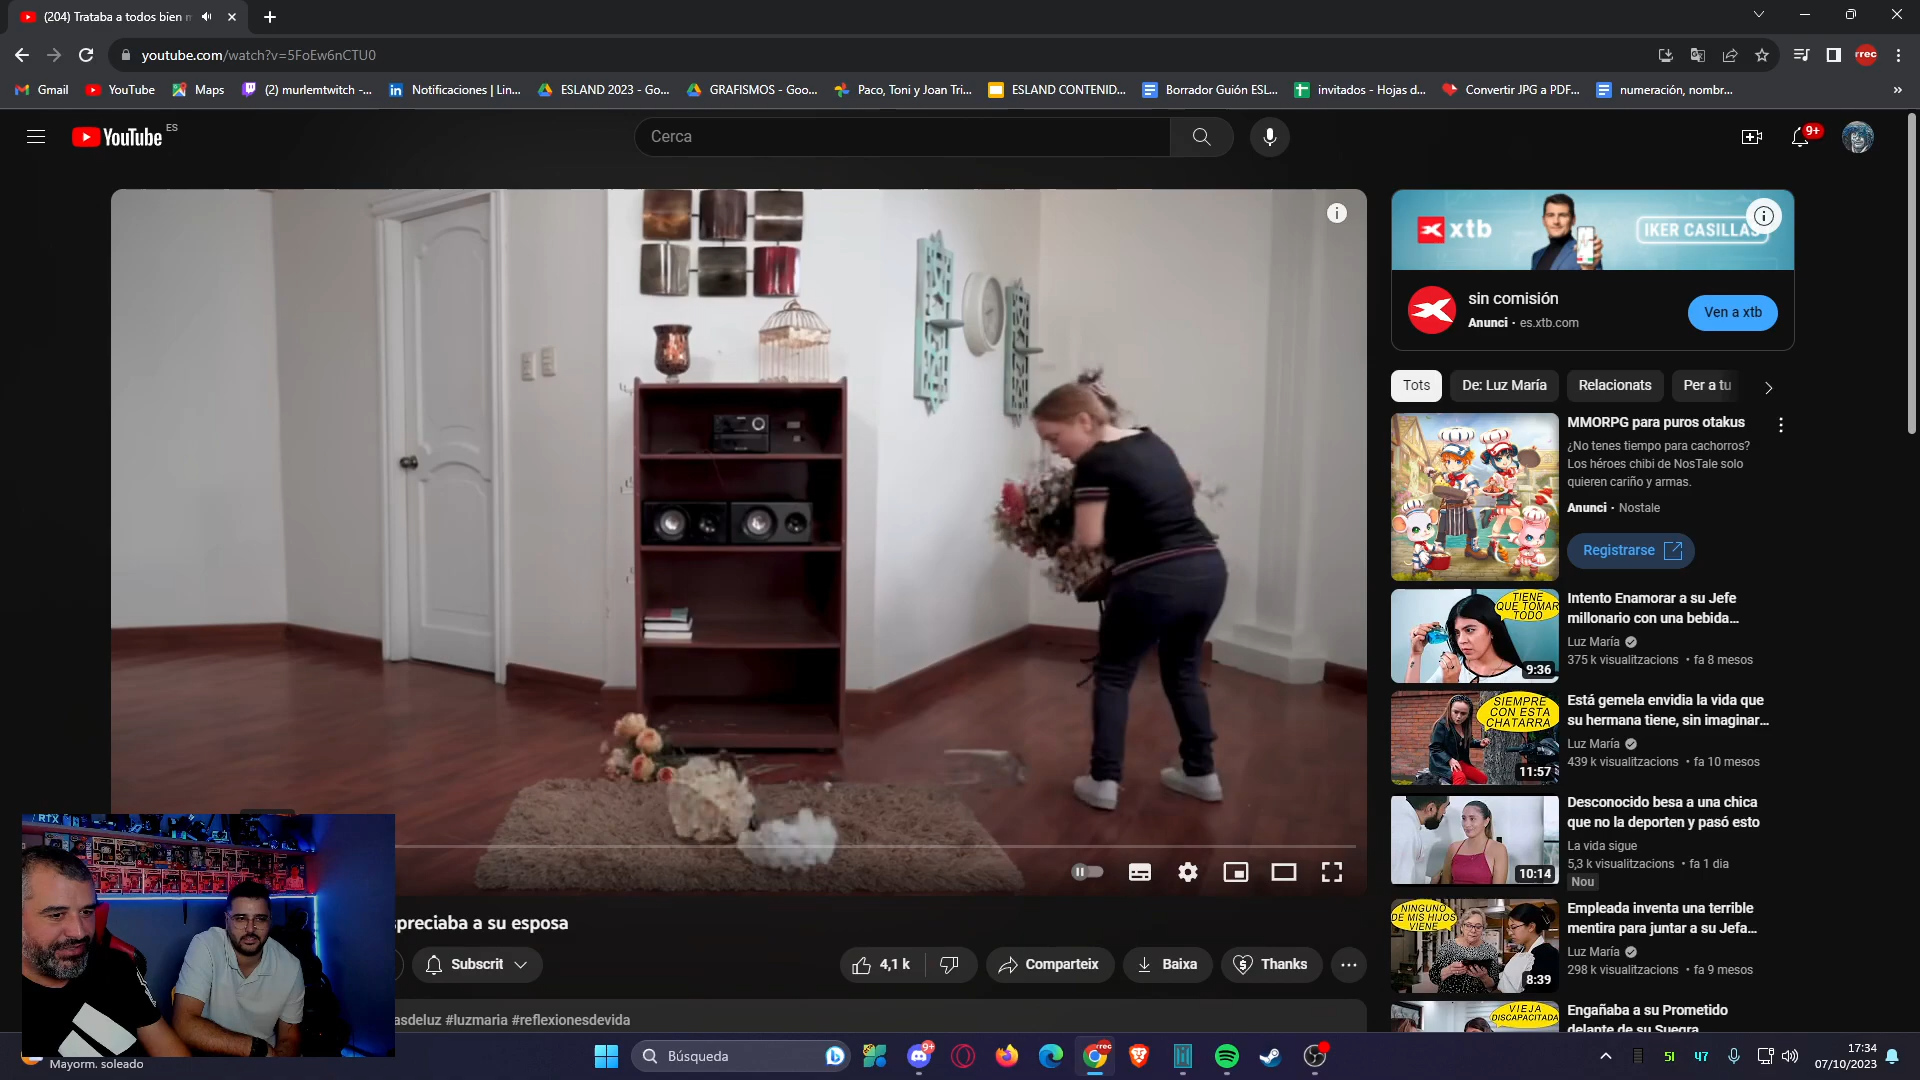 (204) Trataba a todos bien
youtube.com/watch?v=5FoEw6nCTU0
rrec
Gmail
YouTube
Maps
(2) murlemtwitch -...
Notificaciones | Lin...
ESLAND 2023 - Go...
GRAFISMOS - Goo...
Paco, Toni y Joan Tri...
ESLAND CONTENID...
Borrador Guión ESL...
invitados - Hojas d...
Convertir JPG a PDF...
numeración, nombr...
YouTube ES
Cerca
9+
xtb
IKER CASILLAS
sin comisión
Anunci · es.xtb.com
Ven a xtb
Tots
De: Luz María
Relacionats
Per a tu
MMORPG para puros otakus
¿No tenes tiempo para cachorros?
Los héroes chibi de NosTale solo
quieren cariño y armas.
Anunci · Nostale
Registrarse
TIENE
QUE TOMAR
TODO
9:36
Intento Enamorar a su Jefe
millonario con una bebida...
Luz María
375 k visualitzacions • fa 8 mesos
SIEMPRE
CON ESTA
CHATARRA
11:57
Está gemela envidia la vida que
su hermana tiene, sin imaginar...
Luz María
439 k visualitzacions • fa 10 mesos
10:14
Desconocido besa a una chica
que no la deporten y pasó esto
La vida sigue
5,3 k visualitzacions • fa 1 dia
Nou
NINGUNO
DE MIS HIJOS
VIENE
8:39
Empleada inventa una terrible
mentira para juntar a su Jefa...
Luz María
298 k visualitzacions • fa 9 mesos
VIEJA
DISCAPACITADA
Engañaba a su Prometido
delante de su Suegra
RTX
spreciaba a su esposa
Subscrit
4,1 k
Comparteix
Baixa
Thanks
asdeluz #luzmaria #reflexionesdevida
Mayorm. soleado
Búsqueda
9+
rrec
51
47
17:34
07/10/2023